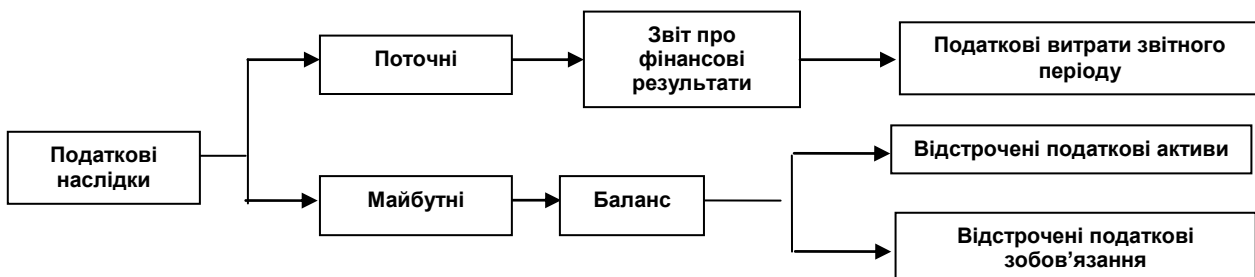 Податкові
наслідки
Поточні
Звіт про
фінансові
результати
Податкові витрати звітного
періоду
Майбутні
Баланс
Відстрочені податкові активи
Відстрочені податкові
зобов’язання